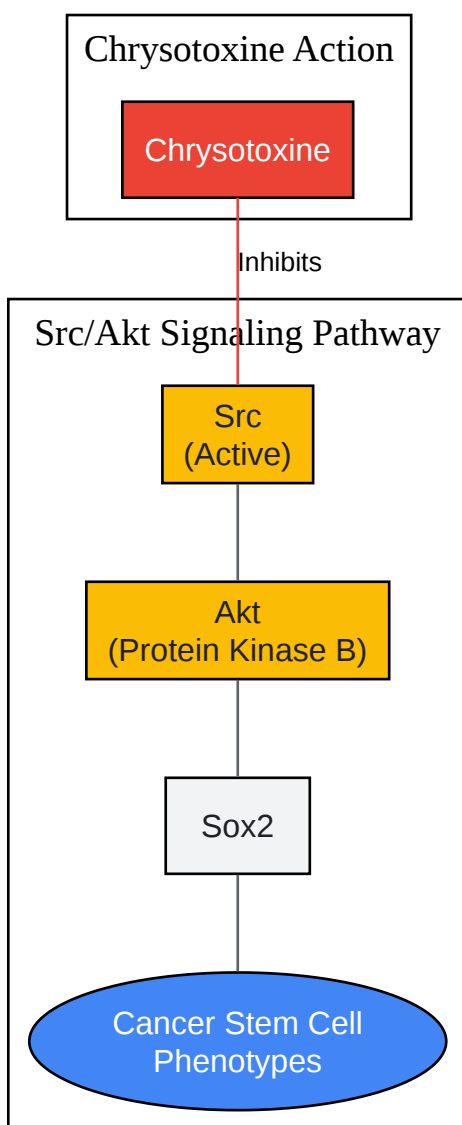 Chrysotoxine Action
Chrysotoxine
Inhibits
Src/Akt Signaling Pathway
Src
(Active)
Akt
(Protein Kinase B)
Sox2
Cancer Stem Cell
Phenotypes